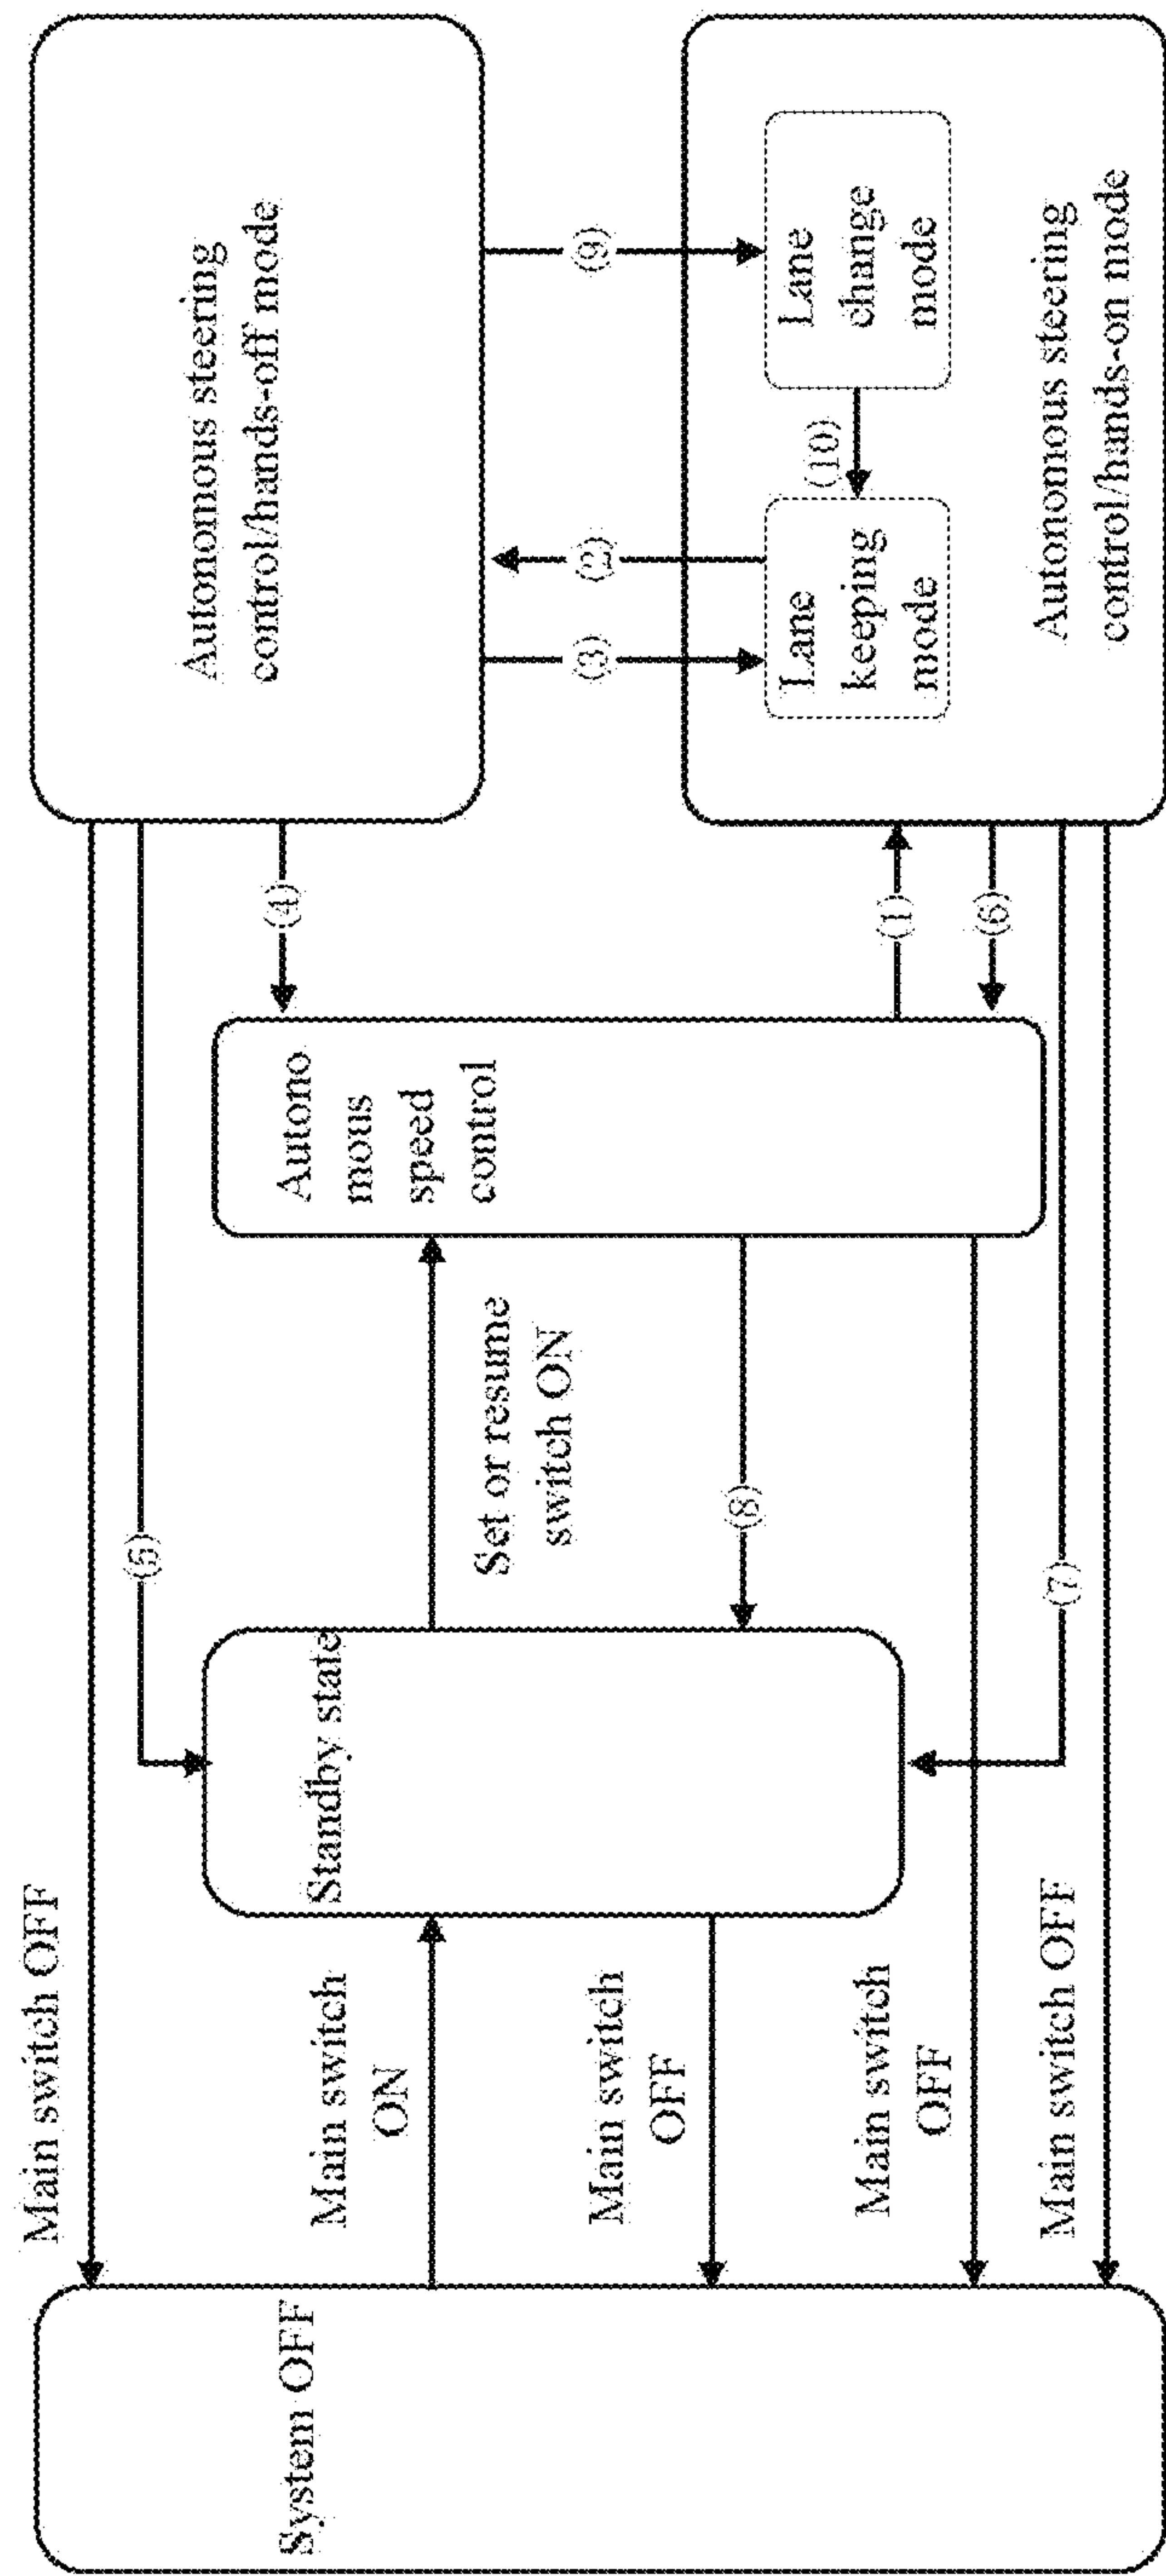 System OFF
Main switch OFF
Main switch
ON
Main switch
OFF
Main switch
OFF
Main switch OFF
Standby state
(5)
Set or resume
switch ON
(8)
(7)
Autono
mous
speed
control
(4)
(1)
(6)
Autonomous steering
control/hands-off mode
(3)
(2)
(9)
Lane
keeping
mode
(10)
Lane
change
mode
Autonomous steering
control/hands-on mode